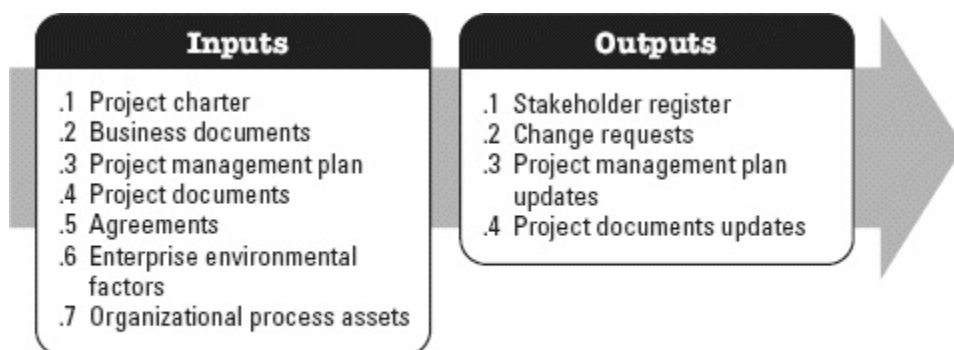 Inputs
.1 Project charter
.2 Business documents
.3 Project management plan
.4 Project documents
.5 Agreements
.6 Enterprise environmental
factors
.7 Organizational process assets
Outputs
.1 Stakeholder register
.2 Change requests
.3 Project management plan
updates
.4 Project documents updates